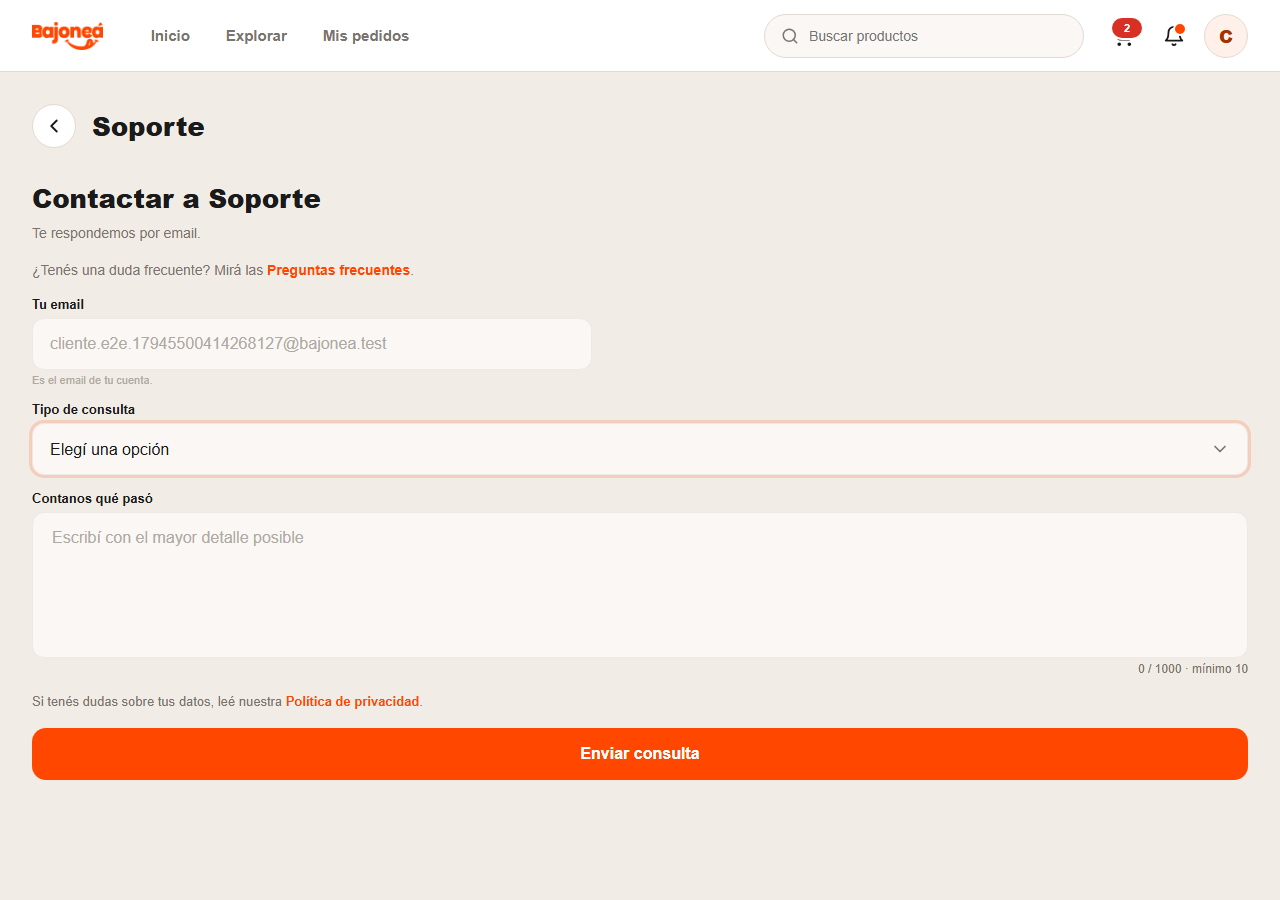 Bajoneá
Inicio
Explorar
Mis pedidos
Buscar productos
2
C
Soporte
Contactar a Soporte
Te respondemos por email.
¿Tenés una duda frecuente? Mirá las Preguntas frecuentes.
Tu email
cliente.e2e.17945500414268127@bajonea.test
Es el email de tu cuenta.
Tipo de consulta
Elegí una opción
Contanos qué pasó
Escribí con el mayor detalle posible
0 / 1000 · mínimo 10
Si tenés dudas sobre tus datos, leé nuestra Política de privacidad.
Enviar consulta